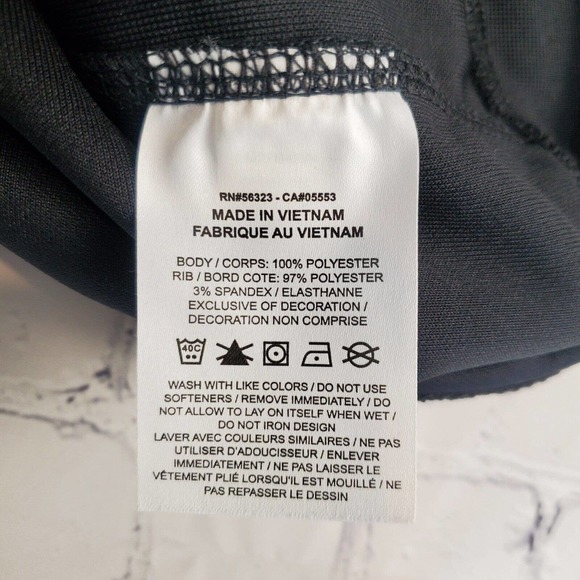 RN#56323 - CA#05553
MADE IN VIETNAM
FABRIQUE AU VIETNAM
BODY / CORPS: 100% POLYESTER
RIB / BORD COTE: 97% POLYESTER
3% SPANDEX / ELASTHANNE
EXCLUSIVE OF DECORATION /
DECORATION NON COMPRISE
40C
WASH WITH LIKE COLORS / DO NOT USE
SOFTENERS / REMOVE IMMEDIATELY / DO
NOT ALLOW TO LAY ON ITSELF WHEN WET /
DO NOT IRON DESIGN
LAVER AVEC COULEURS SIMILAIRES / NE PAS
UTILISER D'ADOUCISSEUR / ENLEVER
IMMEDIATEMENT / NE PAS LAISSER LE
VÊTEMENT PLIÉ LORSQU'IL EST MOUILLÉ / NE
PAS REPASSER LE DESSIN